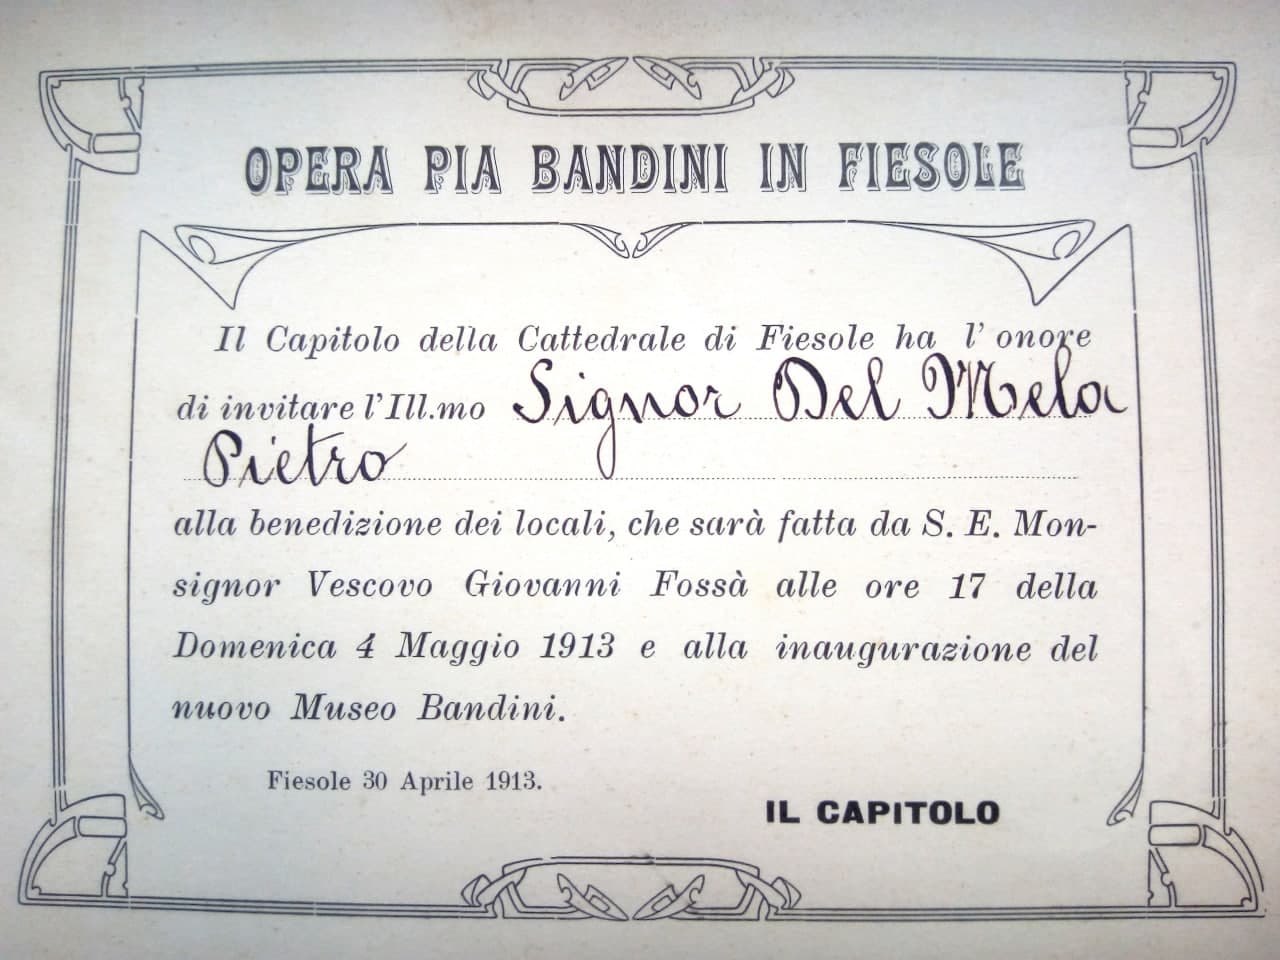 OPERA PIA BANDINI IN FIESOLE
Il Capitolo della Cattedrale di Fiesole ha l'onore
di invitare l'Ill.mo Signor Del Mela
Pietro
alla benedizione dei locali, che sarà fatta da S. E. Mon-
signor Vescovo Giovanni Fossà alle ore 17 della
Domenica 4 Maggio 1913 e alla inaugurazione del
nuovo Museo Bandini.
Fiesole 30 Aprile 1913.
IL CAPITOLO